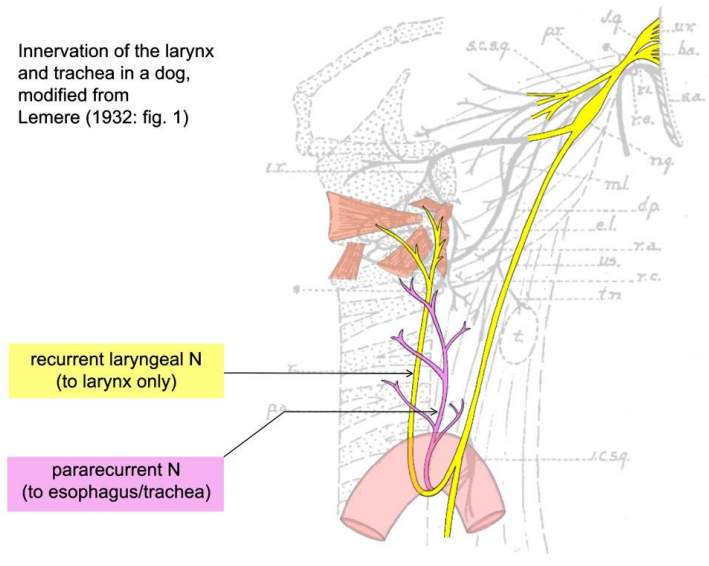 Innervation of the larynx
and trachea in a dog,
modified from
Lemere (1932: fig. 1)
j.g.
u.r.
s.c.s.g.
p.r.
e.
ba.
r.i.
s.a.
r.e.
n.g.
i.r.
m.l.
d.p.
e.l.
r.a.
u.s.
r.c.
t.n.
*
t.
recurrent laryngeal N
(to larynx only)
r.
p.a.
pararecurrent N
(to esophagus/trachea)
i.c.s.g.